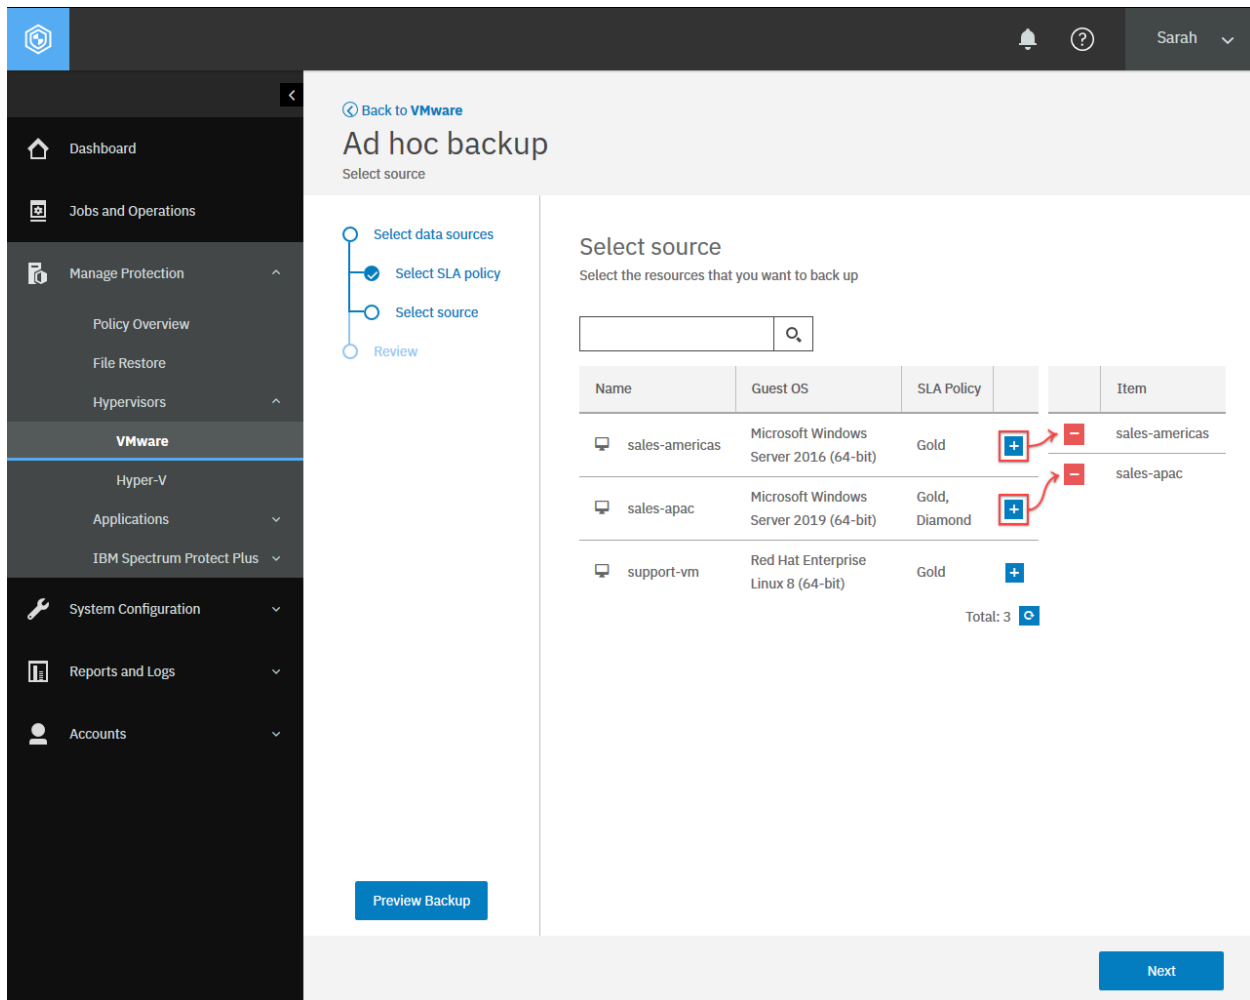 Sarah
Back to VMware
Ad hoc backup
Select source
Dashboard
Jobs and Operations
Manage Protection
Policy Overview
File Restore
Hypervisors
VMware
Hyper-V
Applications
IBM Spectrum Protect Plus
System Configuration
Reports and Logs
Accounts
Select data sources
Select SLA policy
Select source
Review
Preview Backup
Select source
Select the resources that you want to back up
Name Guest OS SLA Policy Item
sales-americas Microsoft Windows
Server 2016 (64-bit) Gold
sales-apac Microsoft Windows
Server 2019 (64-bit) Gold,
Diamond
support-vm Red Hat Enterprise
Linux 8 (64-bit) Gold
Total: 3
sales-americas
sales-apac
Next